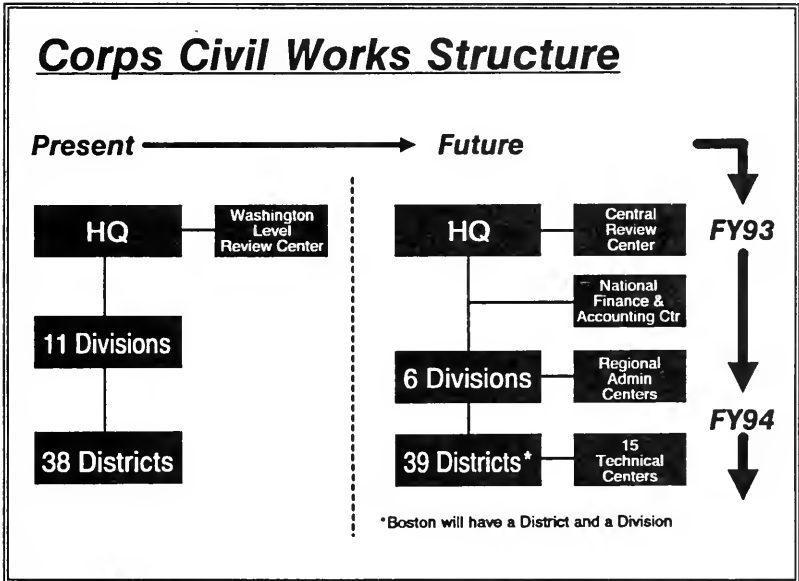 Corps Civil Works Structure
Present
Future
HQ
Washington
Level
Review Center
11 Divisions
38 Districts
HQ
Central
Review
Center
National
Finance &
Accounting Ctr
6 Divisions
Regional
Admin
Centers
39 Districts*
15
Technical
Centers
*Boston will have a District and a Division
FY93
FY94